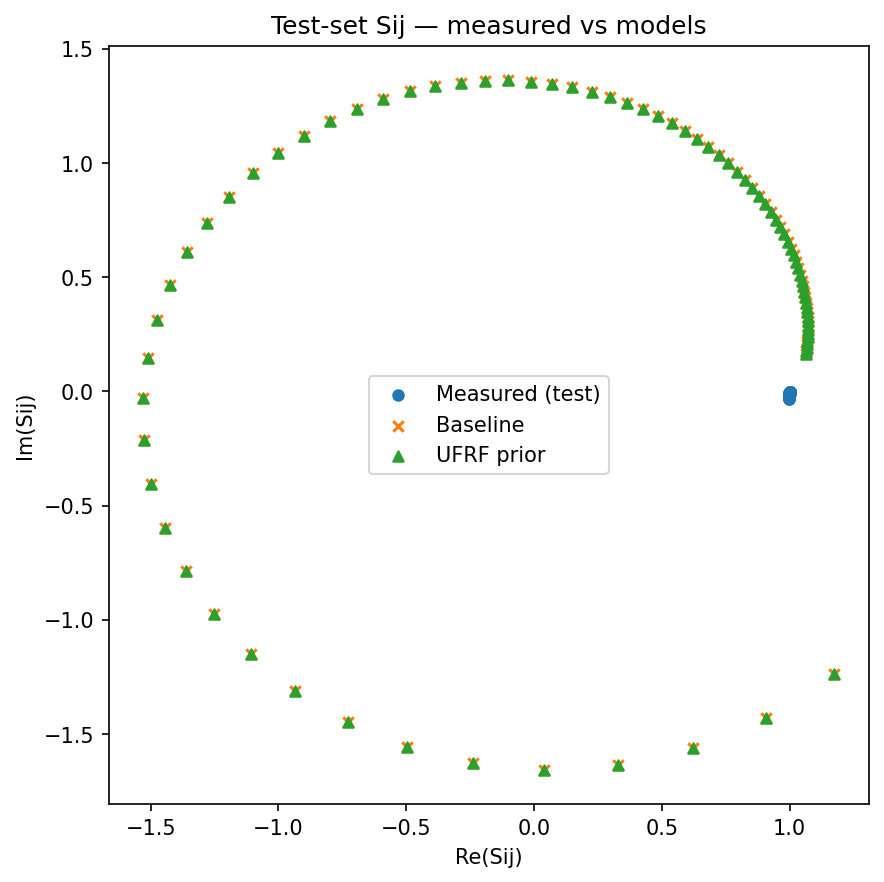 Test-set Sij — measured vs models
Im(Sij)
1.5
1.0
0.5
0.0
−0.5
−1.0
−1.5
Measured (test)
Baseline
UFRF prior
−1.5 −1.0 −0.5 0.0 0.5 1.0
Re(Sij)